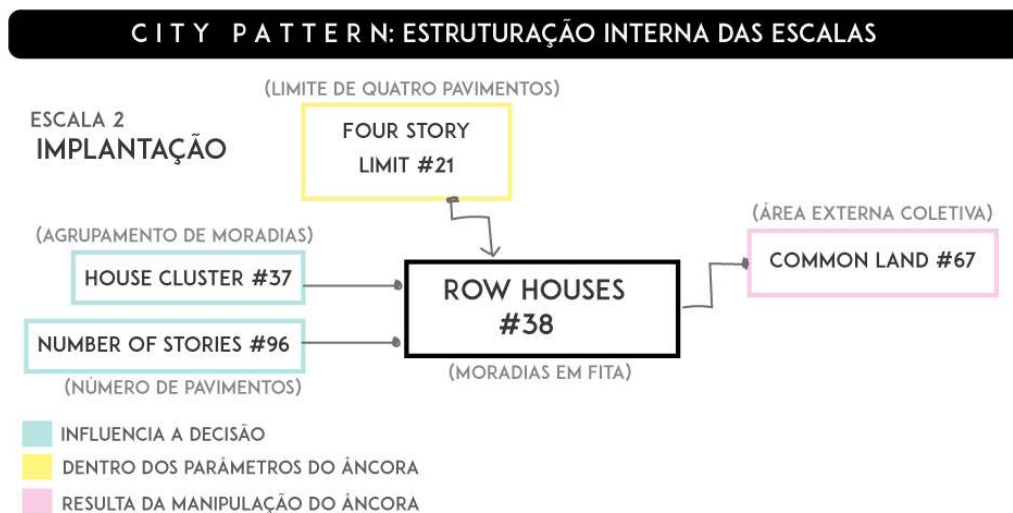 CITY PATTERN: ESTRUTURAÇÃO INTERNA DAS ESCALAS
(LIMITE DE QUATRO PAVIMENTOS)
ESCALA 2
IMPLANTAÇÃO
FOUR STORY
LIMIT #21
(AGRUPAMENTO DE MORADIAS)
HOUSE CLUSTER #37
NUMBER OF STORIES #96
(NÚMERO DE PAVIMENTOS)
ROW HOUSES
#38
(MORADIAS EM FITA)
(ÁREA EXTERNA COLETIVA)
COMMON LAND #67
INFLUENCIA A DECISÃO
DENTRO DOS PARÂMETROS DO ÂNCORA
RESULTA DA MANIPULAÇÃO DO ÂNCORA